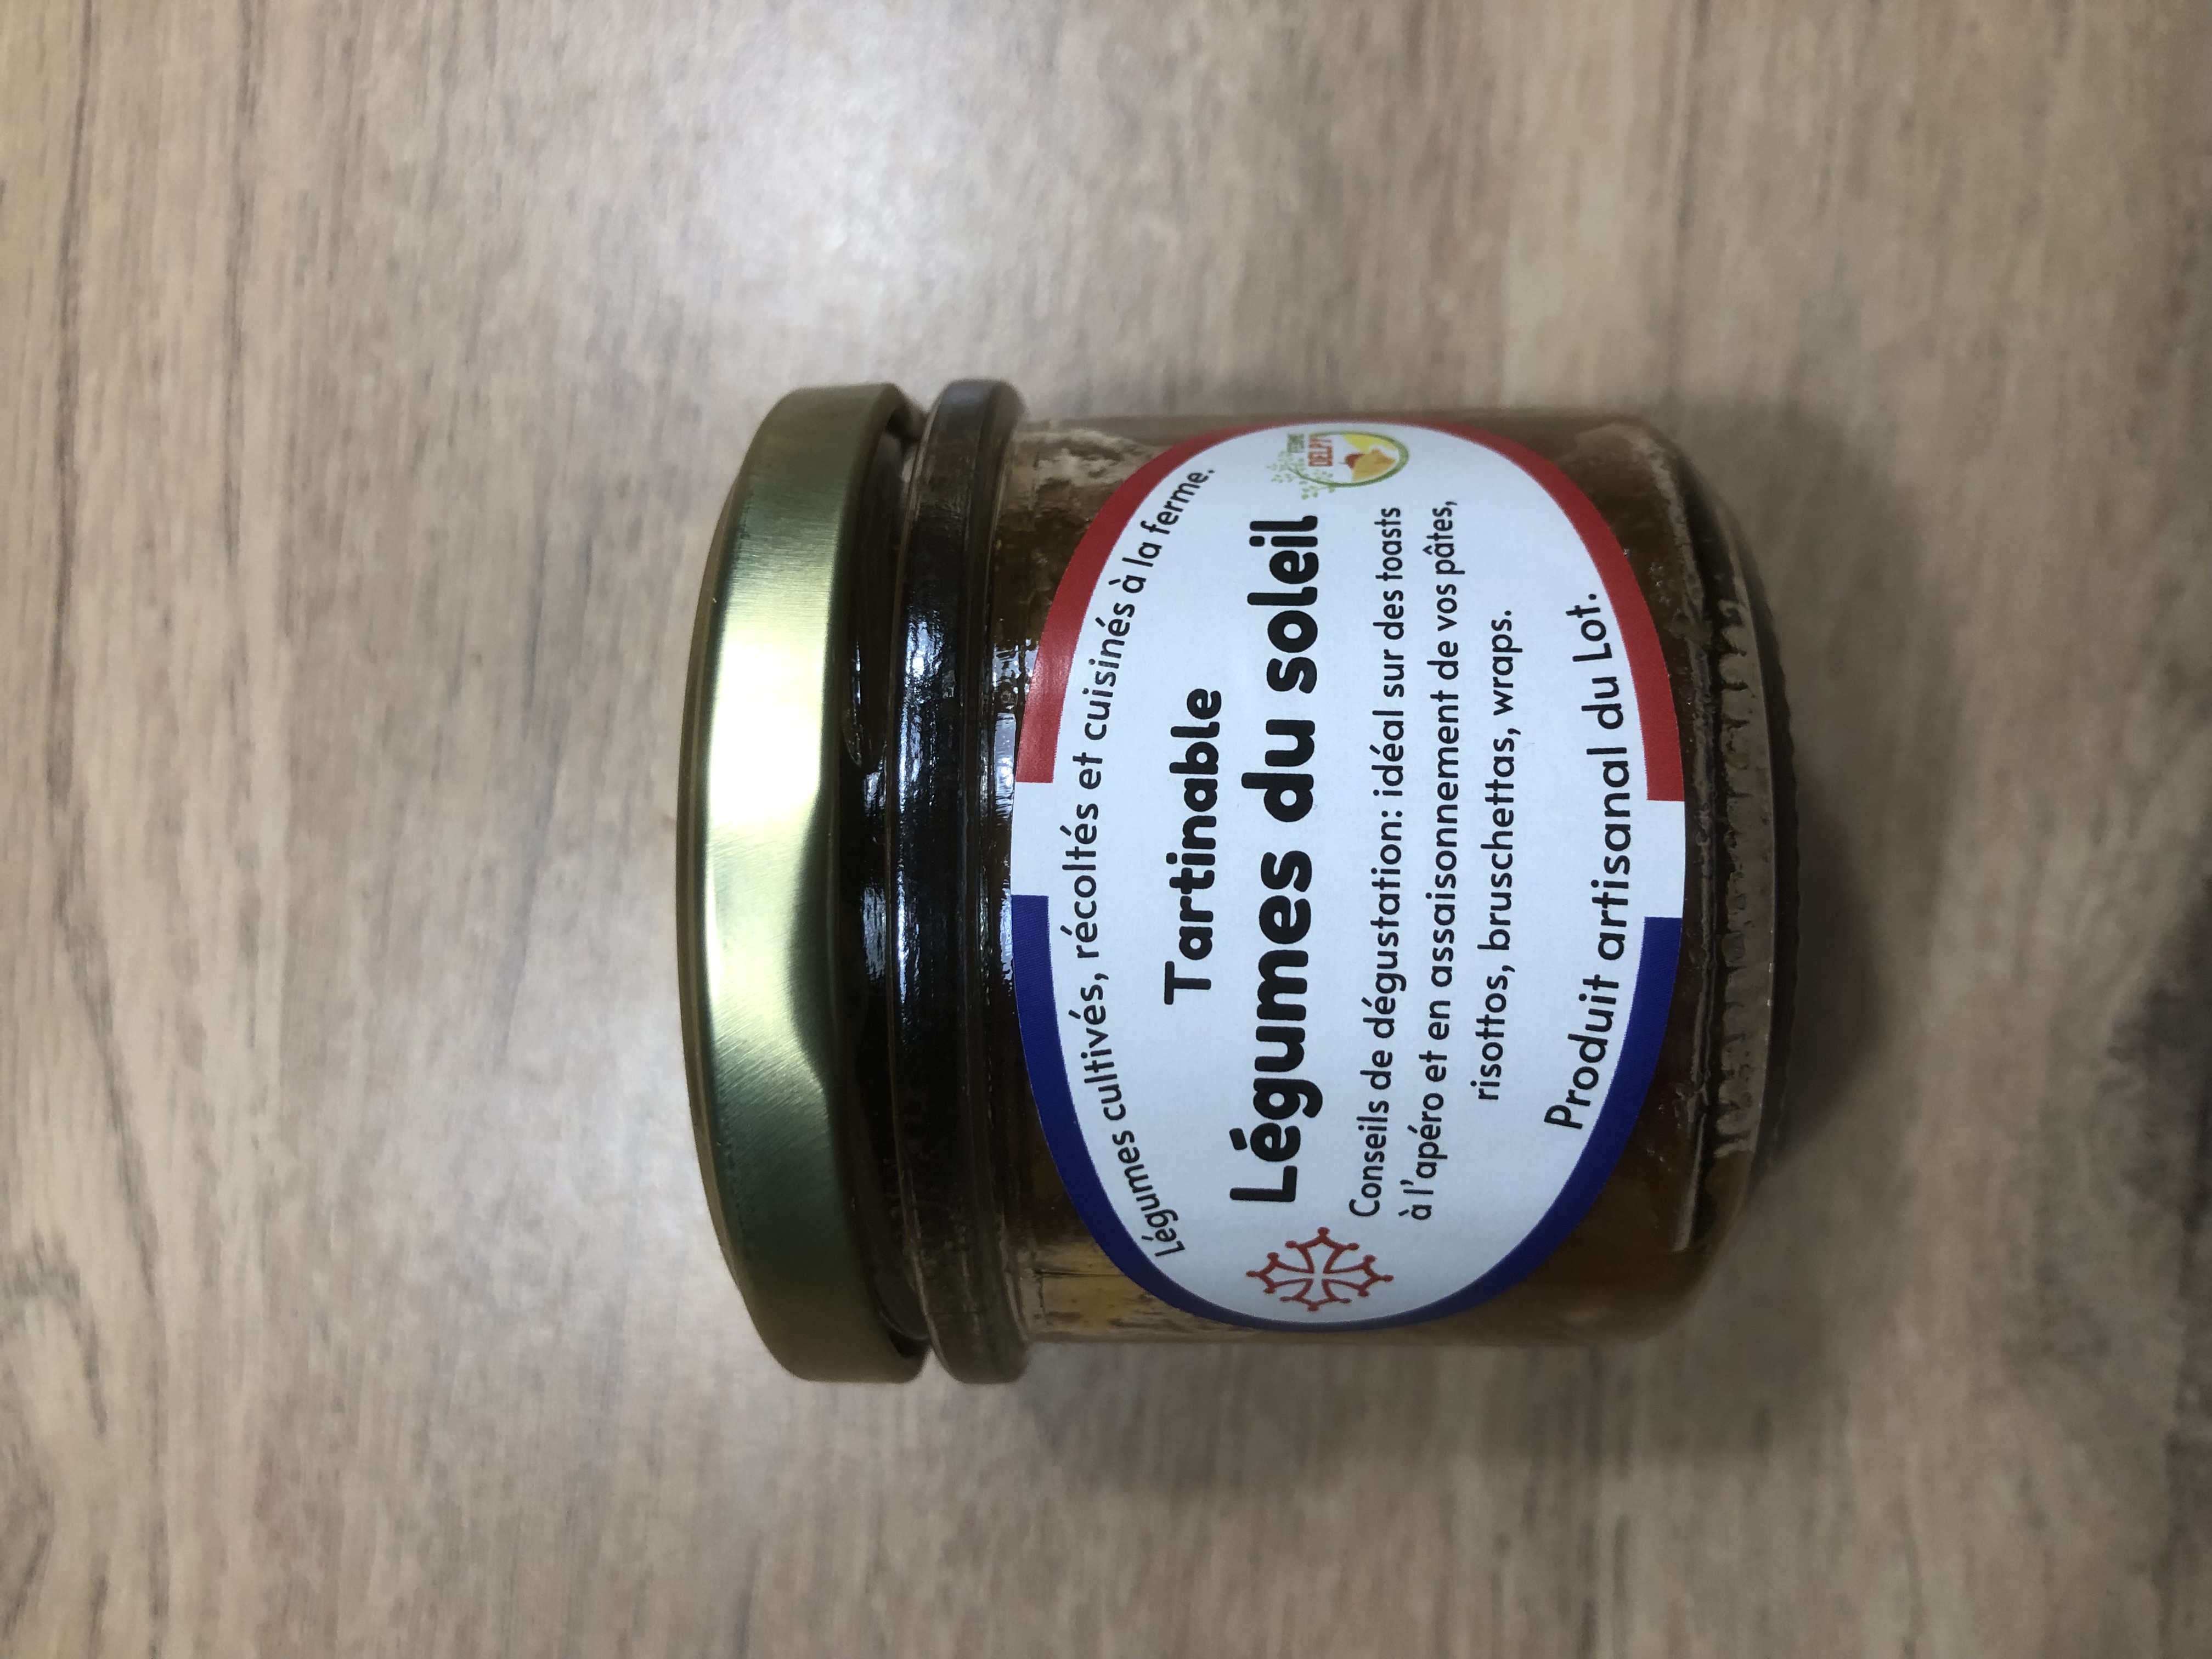 Légumes cultivés, récoltés et cuisinés à la ferme.
Tartinable
Légumes du soleil
DELPY
Conseils de dégustation: idéal sur des toasts
à l'apéro et en assaisonnement de vos pâtes,
risottos, bruschettas, wraps.
Produit artisanal du Lot.